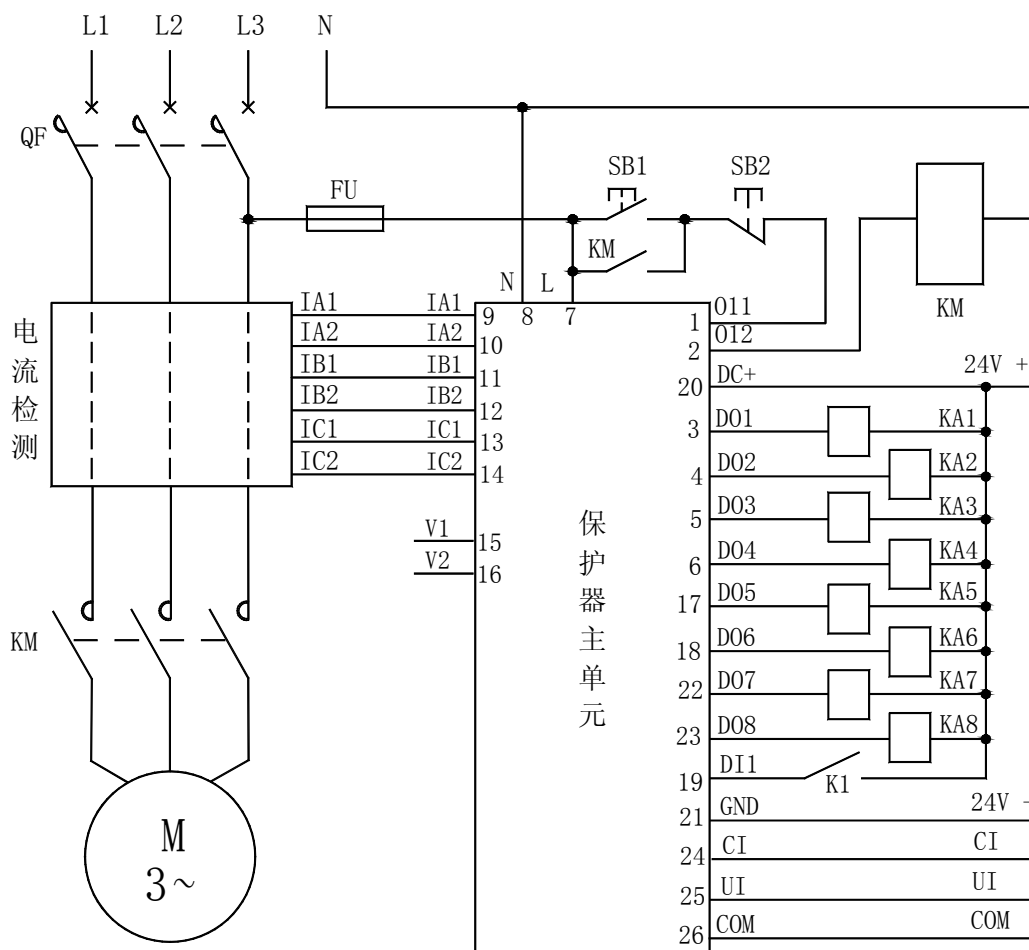 L1 L2 L3 N
QF
FU
SB1 SB2
KM
KM
N L
8 7
电流检测
IA1 IA1 9
IA2 IA2 10
IB1 IB1 11
IB2 IB2 12
IC1 IC1 13
IC2 IC2 14
V1 15
V2 16
保护器主单元
1 O11
2 O12
20 DC+ 24V +
3 DO1 KA1
4 DO2 KA2
5 DO3 KA3
6 DO4 KA4
17 DO5 KA5
18 DO6 KA6
22 DO7 KA7
23 DO8 KA8
19 DI1 K1
21 GND 24V -
24 CI CI
25 UI UI
26 COM COM
KM
M
3~